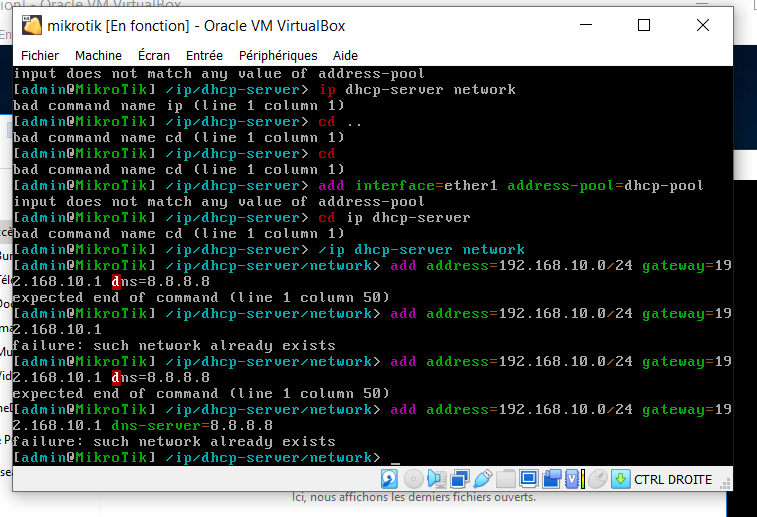 mikrotik [En fonction] - Oracle VM VirtualBox
Fichier Machine Écran Entrée Périphériques Aide
input does not match any value of address-pool
[admin@MikroTik] /ip/dhcp-server> ip dhcp-server network
bad command name ip (line 1 column 1)
[admin@MikroTik] /ip/dhcp-server> cd ..
bad command name cd (line 1 column 1)
[admin@MikroTik] /ip/dhcp-server> cd
bad command name cd (line 1 column 1)
[admin@MikroTik] /ip/dhcp-server> add interface=ether1 address-pool=dhcp-pool
input does not match any value of address-pool
[admin@MikroTik] /ip/dhcp-server> cd ip dhcp-server
bad command name cd (line 1 column 1)
[admin@MikroTik] /ip/dhcp-server> /ip dhcp-server network
[admin@MikroTik] /ip/dhcp-server/network> add address=192.168.10.0/24 gateway=19
2.168.10.1 dns=8.8.8.8
expected end of command (line 1 column 50)
[admin@MikroTik] /ip/dhcp-server/network> add address=192.168.10.0/24 gateway=19
2.168.10.1
failure: such network already exists
[admin@MikroTik] /ip/dhcp-server/network> add address=192.168.10.0/24 gateway=19
2.168.10.1 dns=8.8.8.8
expected end of command (line 1 column 50)
[admin@MikroTik] /ip/dhcp-server/network> add address=192.168.10.0/24 gateway=19
2.168.10.1 dns-server=8.8.8.8
failure: such network already exists
[admin@MikroTik] /ip/dhcp-server/network> _
CTRL DROITE
Ici, nous affichons les derniers fichiers ouverts.